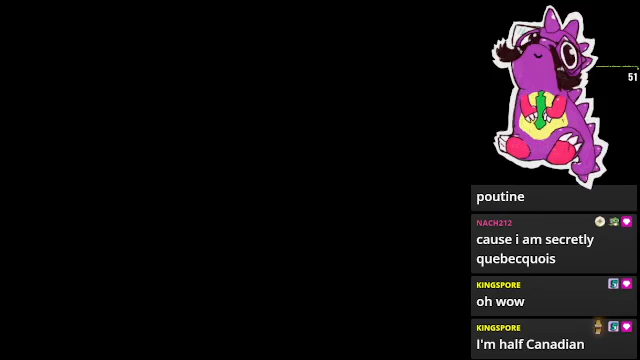 51
poutine
NACH212
cause i am secretly
quebecquois
KINGSPORE
oh wow
KINGSPORE
I'm half Canadian